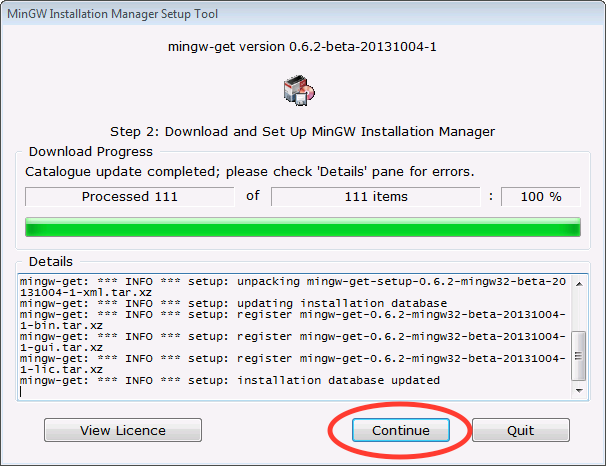 MinGW Installation Manager Setup Tool
mingw-get version 0.6.2-beta-20131004-1
Step 2: Download and Set Up MinGW Installation Manager
Download Progress
Catalogue update completed; please check 'Details' pane for errors.
Processed 111 of 111 items : 100 %
Details
mingw-get: *** INFO *** setup: unpacking mingw-get-setup-0.6.2-mingw32-beta-20
131004-1-xml.tar.xz
mingw-get: *** INFO *** setup: updating installation database
mingw-get: *** INFO *** setup: register mingw-get-0.6.2-mingw32-beta-20131004-
1-bin.tar.xz
mingw-get: *** INFO *** setup: register mingw-get-0.6.2-mingw32-beta-20131004-
1-gui.tar.xz
mingw-get: *** INFO *** setup: register mingw-get-0.6.2-mingw32-beta-20131004-
1-lic.tar.xz
mingw-get: *** INFO *** setup: installation database updated
View Licence Continue Quit